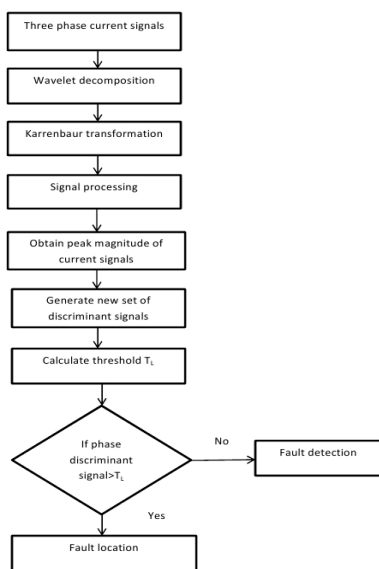 Three phase current signals
Wavelet decomposition
Karrenbaur transformation
Signal processing
Obtain peak magnitude of
current signals
Generate new set of
discriminant signals
Calculate threshold TL
If phase
discriminant
signal>TL
No
Fault detection
Yes
Fault location